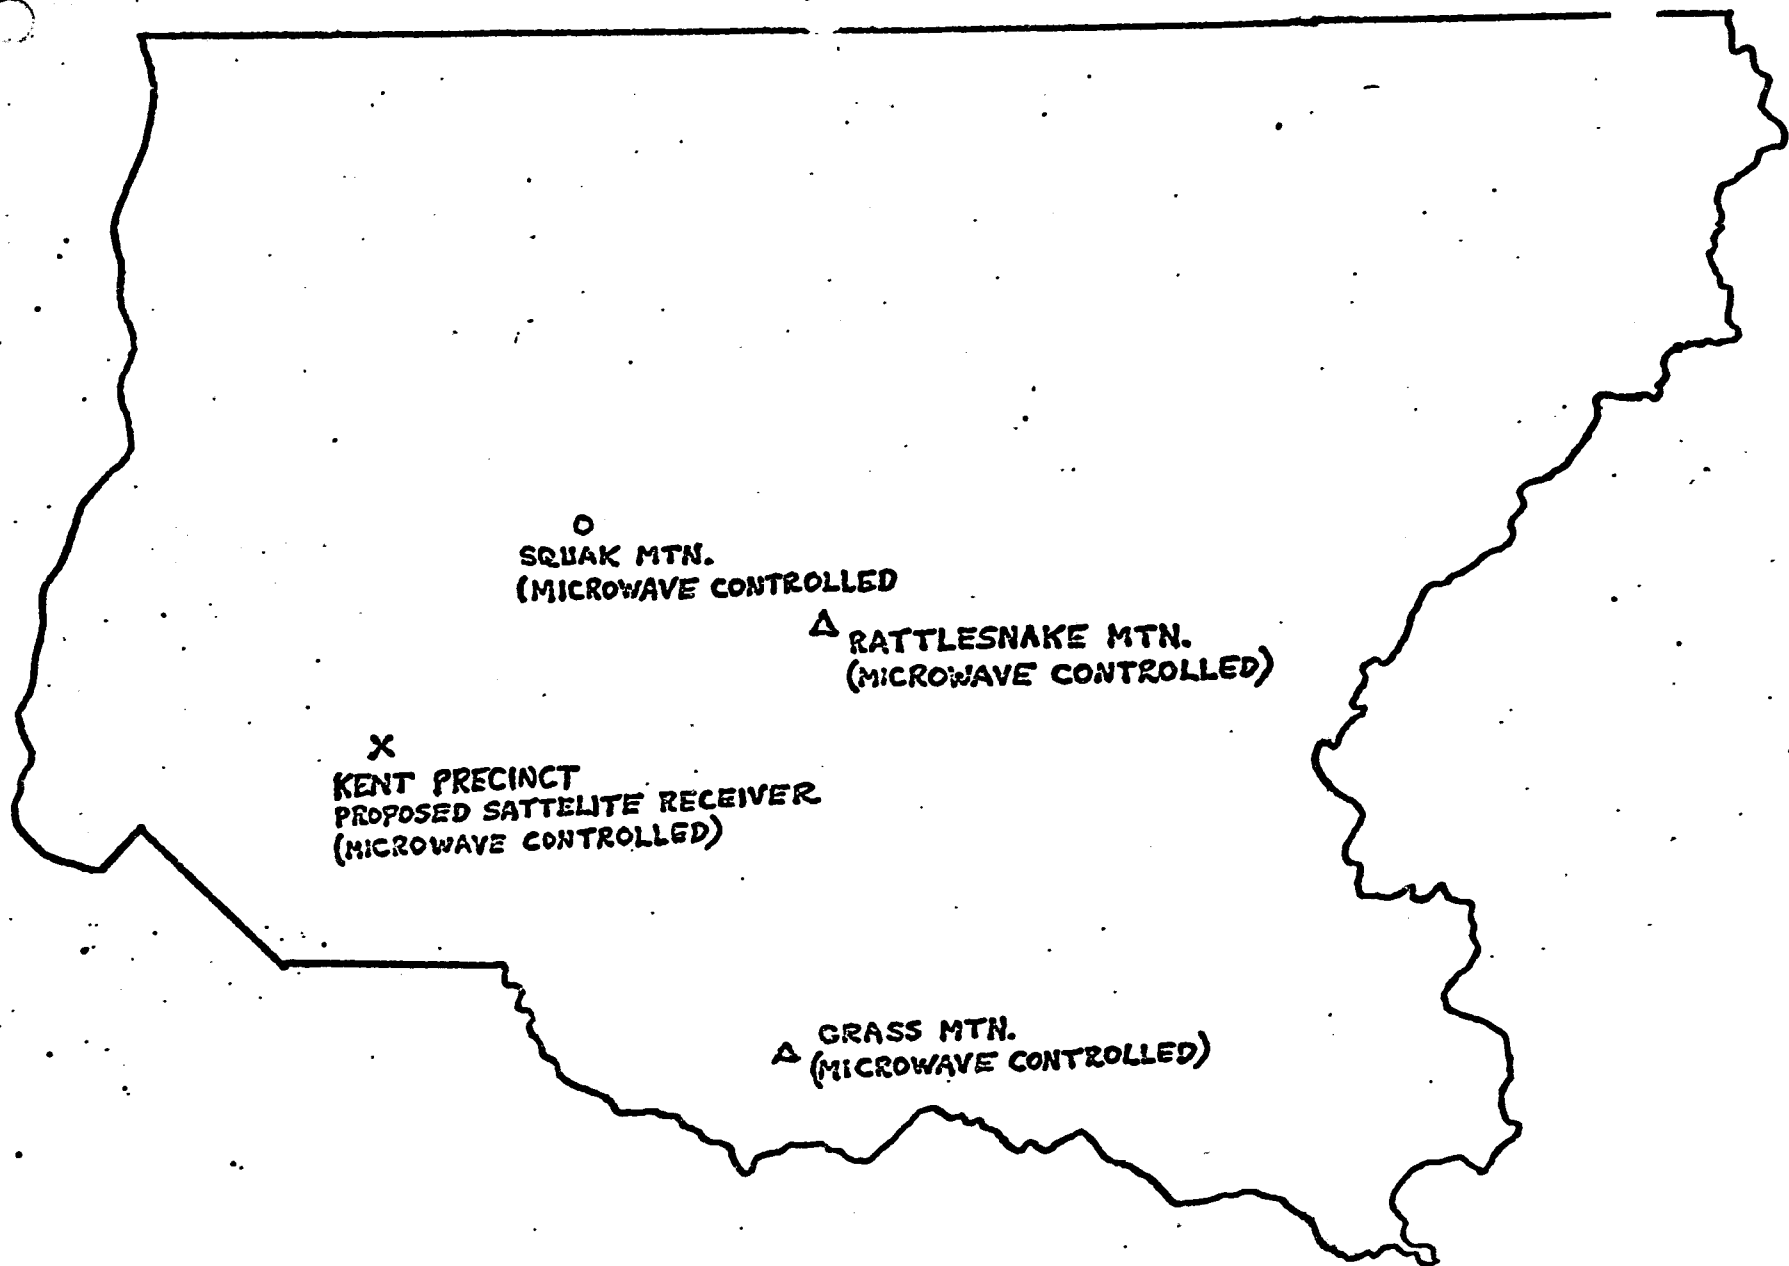 SQUAK MTN.
(MICROWAVE CONTROLLED
RATTLESNAKE MTN.
(MICROWAVE CONTROLLED)
X
KENT PRECINCT
PROPOSED SATTELITE RECEIVER
(MICROWAVE CONTROLLED)
GRASS MTN.
(MICROWAVE CONTROLLED)